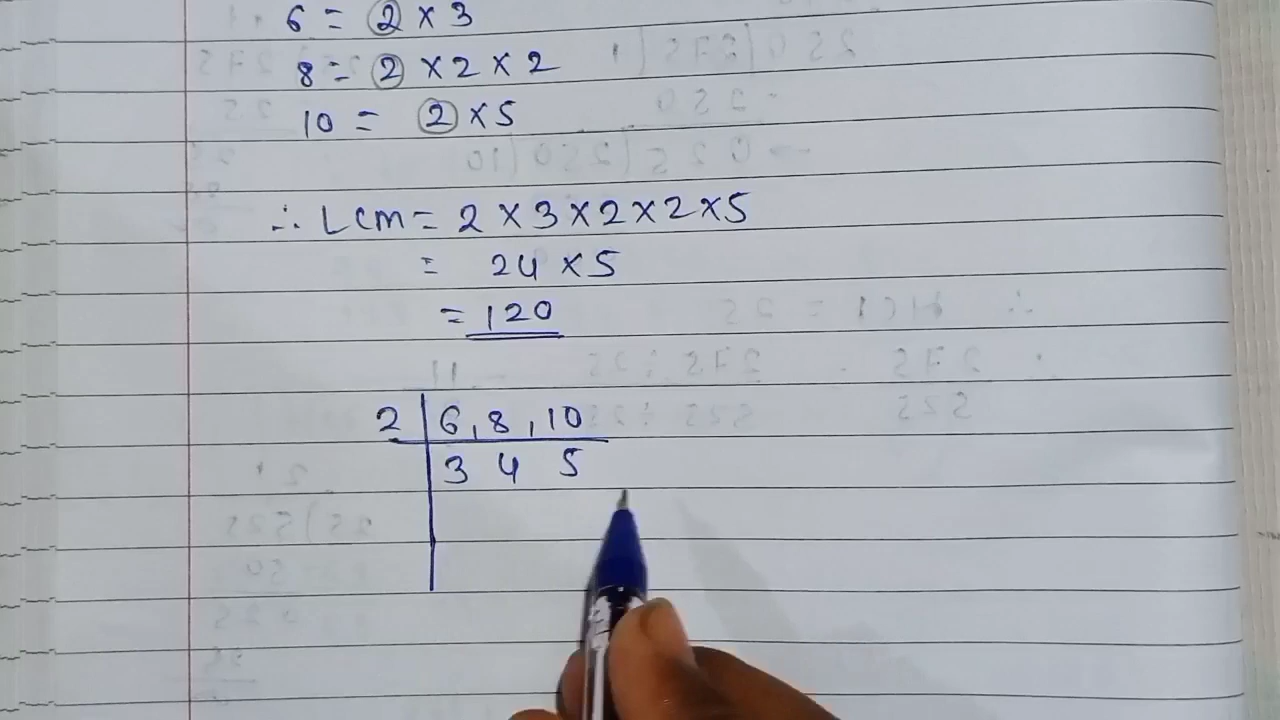 6 = 2 × 3
8 = 2 × 2 × 2
10 = 2 × 5
∴ LCM = 2 × 3 × 2 × 2 × 5
= 24 × 5
= 120
2 | 6, 8, 10
3 4 5